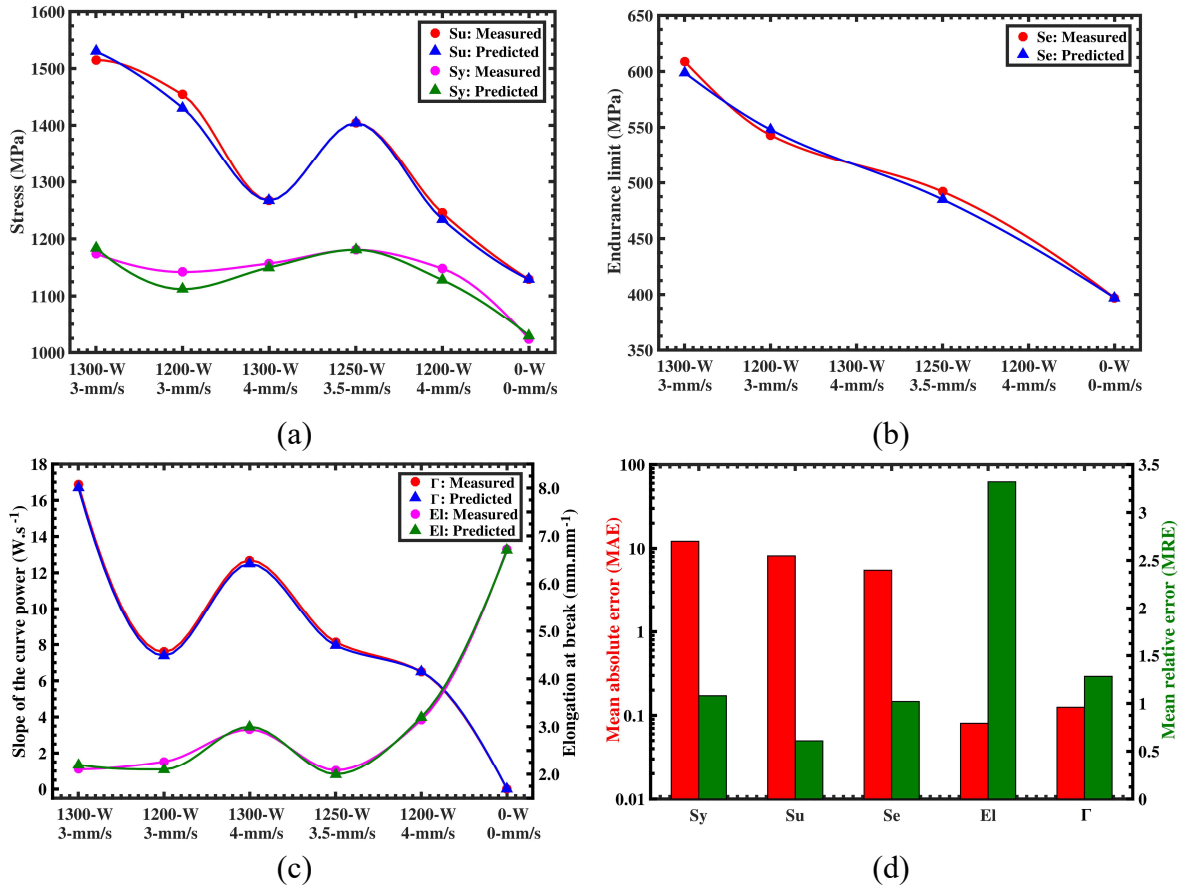 1600
1500
1400
1300
1200
1100
1000
Stress (MPa)
Su: Measured
Su: Predicted
Sy: Measured
Sy: Predicted
1300-W 1200-W 1300-W 1250-W 1200-W 0-W
3-mm/s 3-mm/s 4-mm/s 3.5-mm/s 4-mm/s 0-mm/s
(a)
650
600
550
500
450
400
350
Endurance limit (MPa)
Se: Measured
Se: Predicted
1300-W 1200-W 1300-W 1250-W 1200-W 0-W
3-mm/s 3-mm/s 4-mm/s 3.5-mm/s 4-mm/s 0-mm/s
(b)
18
16
14
12
10
8
6
4
2
0
Slope of the curve power (W.s⁻¹)
Γ: Measured
Γ: Predicted
El: Measured
El: Predicted
8.0
7.0
6.0
5.0
4.0
3.0
2.0
Elongation at break (mm.mm⁻¹)
1300-W 1200-W 1300-W 1250-W 1200-W 0-W
3-mm/s 3-mm/s 4-mm/s 3.5-mm/s 4-mm/s 0-mm/s
(c)
100
10
1
0.1
0.01
Mean absolute error (MAE)
3.5
3
2.5
2
1.5
1
0.5
0
Mean relative error (MRE)
Sy Su Se El Γ
(d)